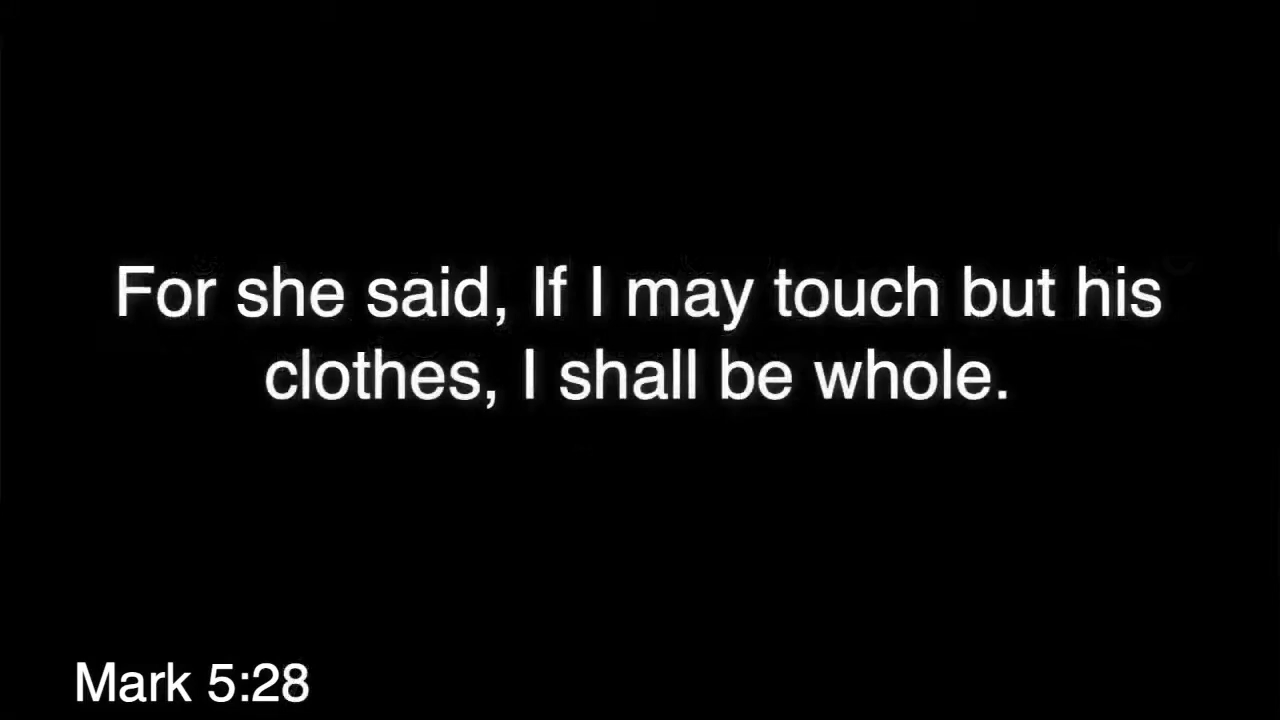 For she said, If I may touch but his
clothes, I shall be whole.
Mark 5:28